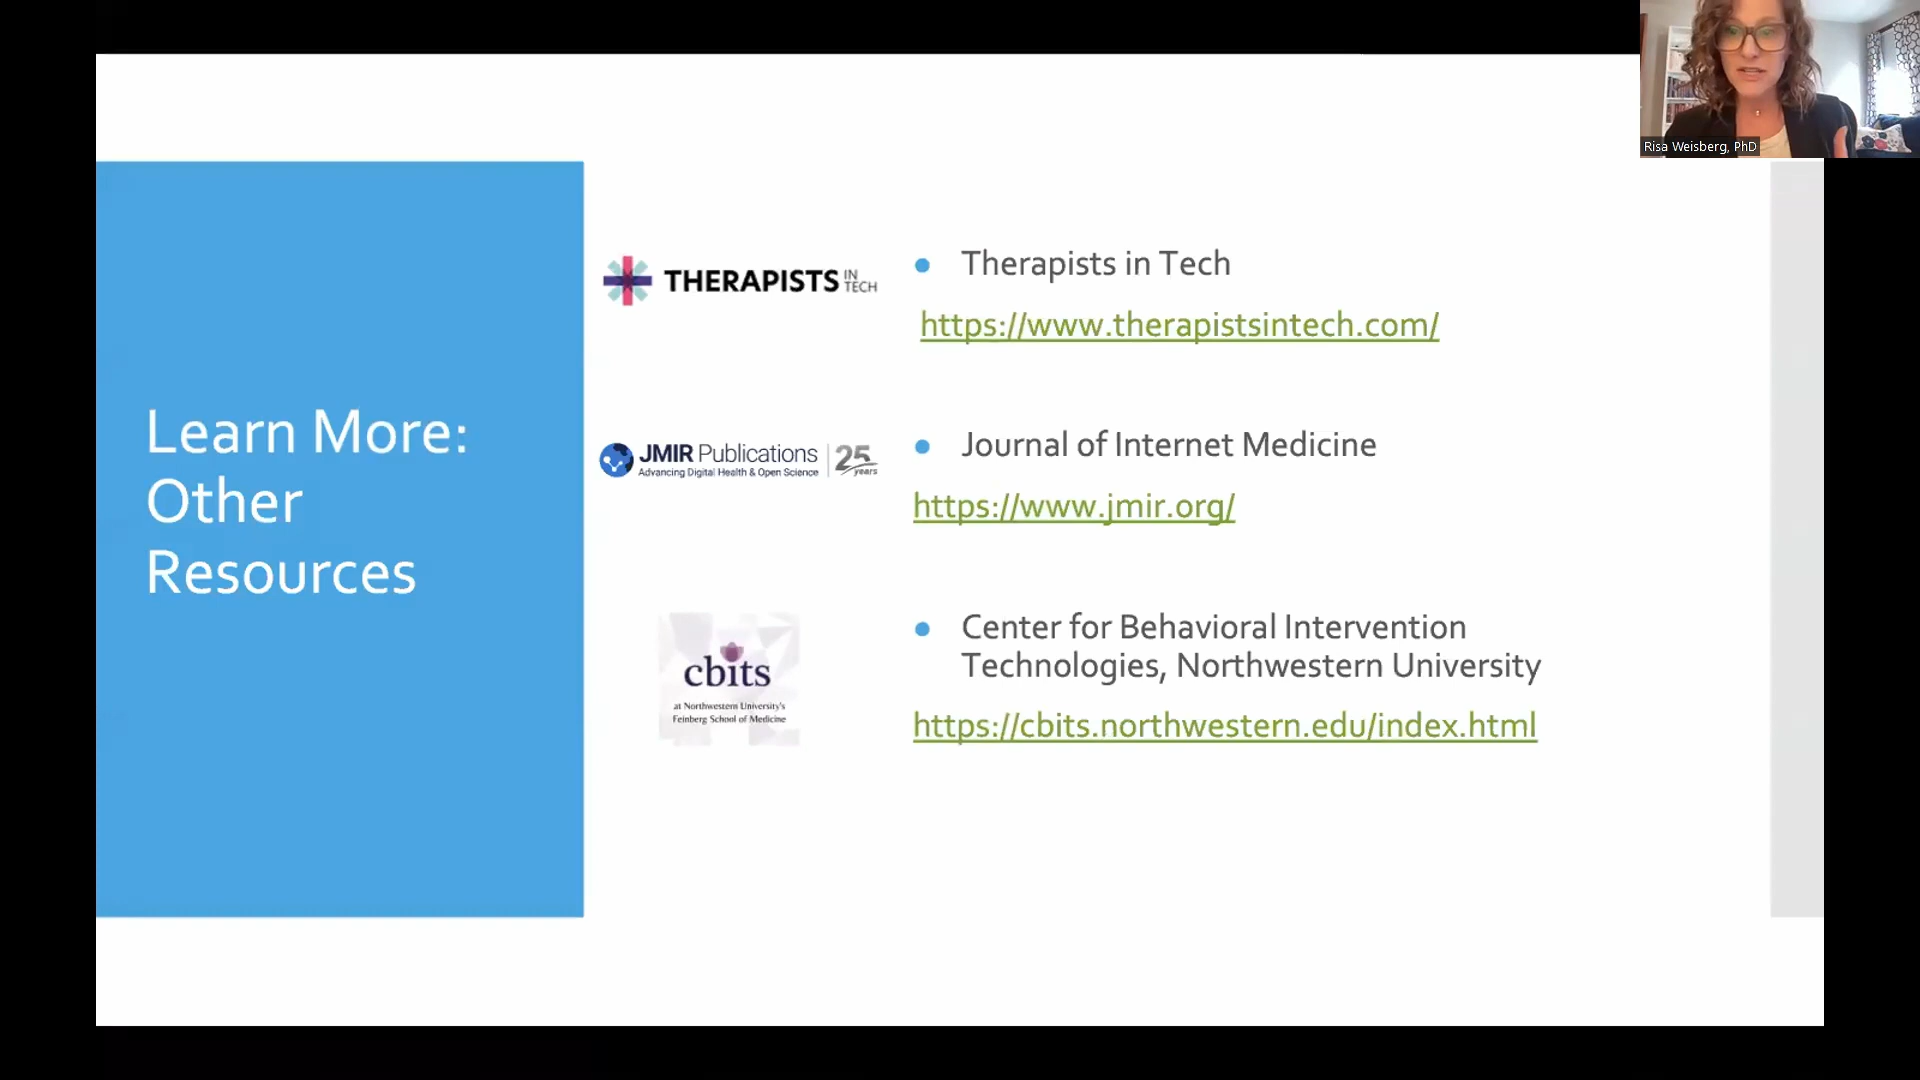 Risa Weisberg, PhD
Learn More:
Other
Resources
THERAPISTS IN TECH
• Therapists in Tech
https://www.therapistsintech.com/
JMIR Publications 25 years
Advancing Digital Health & Open Science
• Journal of Internet Medicine
https://www.jmir.org/
cbits
at Northwestern University's
Feinberg School of Medicine
• Center for Behavioral Intervention
Technologies, Northwestern University
https://cbits.northwestern.edu/index.html